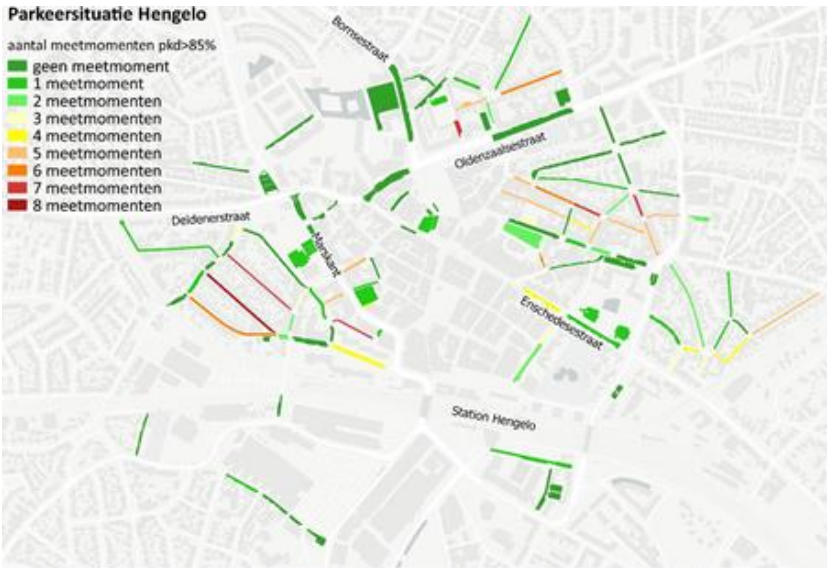 Parkeersituatie Hengelo
aantal meetmomenten pkd>85%
geen meetmoment
1 meetmoment
2 meetmomenten
3 meetmomenten
4 meetmomenten
5 meetmomenten
6 meetmomenten
7 meetmomenten
8 meetmomenten
Bornsestraat
Oldenzaalsestraat
Deldenerstraat
Marskant
Enschedesestraat
Station Hengelo